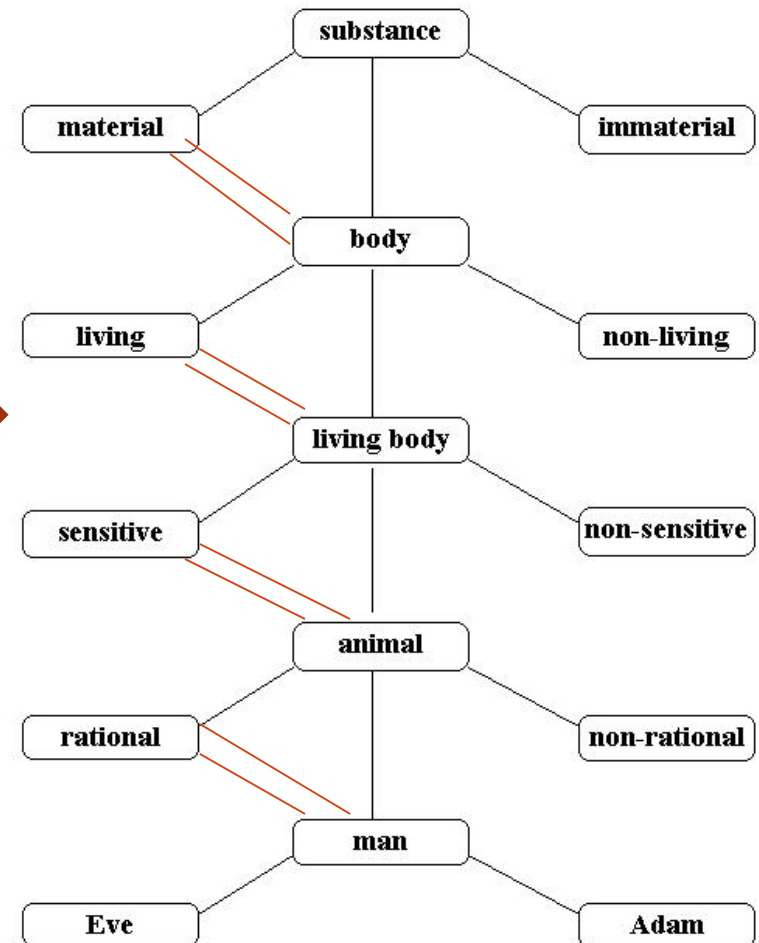 substance
material
immaterial
body
living
non-living
living body
sensitive
non-sensitive
animal
rational
non-rational
man
Eve
Adam